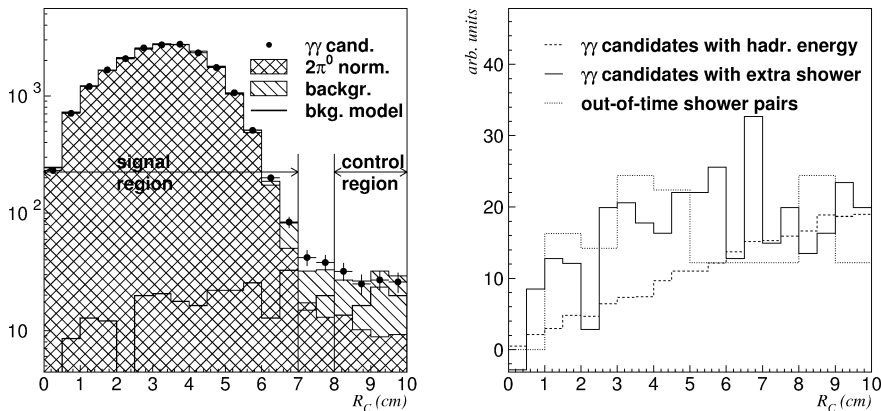 γγ cand.
2π⁰ norm.
backgr.
bkg. model
signal region
control region
10³
10²
10
0 1 2 3 4 5 6 7 8 9 10
R_C (cm)
arb. units
γγ candidates with hadr. energy
γγ candidates with extra shower
out-of-time shower pairs
40
30
20
10
0
0 1 2 3 4 5 6 7 8 9 10
R_C (cm)